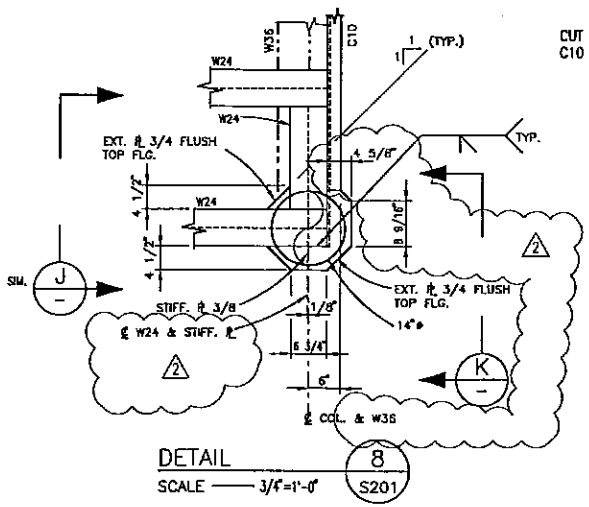 CUT
C10
W36
C10
1
1
(TYP.)
W24
W24
TYP.
EXT. ℄ 3/4 FLUSH
TOP FLG.
4 5/8"
4 1/2"
W24
4 1/2"
8 9/16"
2
SIM.
J
-
STIFF. ℄ 3/8
EXT. ℄ 3/4 FLUSH
TOP FLG.
1/8"
14"ø
℄ W24 & STIFF. ℄
6 3/4"
2
K
-
6"
℄ COL. & W36
DETAIL
8
SCALE 3/4"=1'-0"
S201